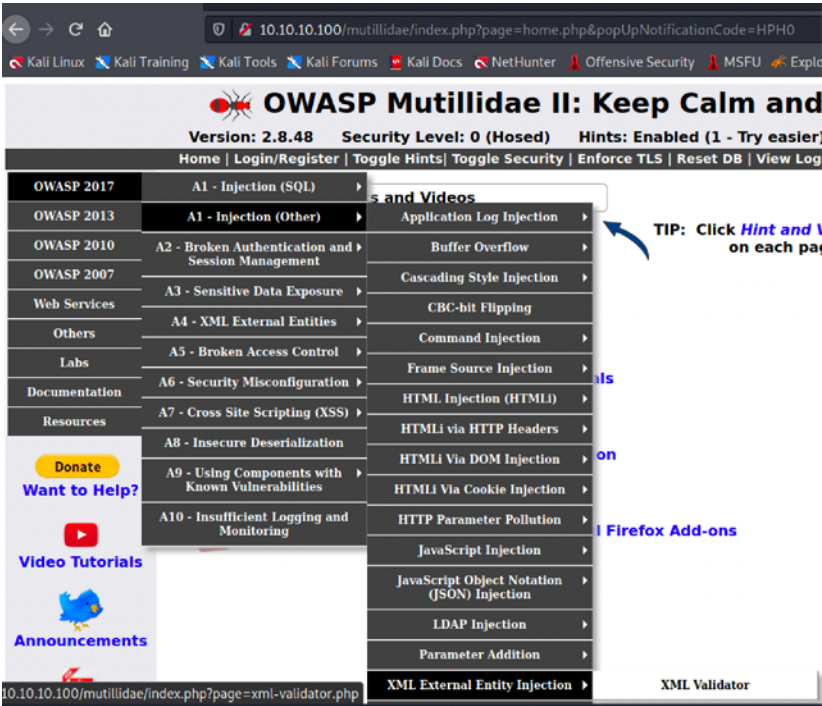 10.10.10.100/mutillidae/index.php?page=home.php&popUpNotificationCode=HPH0
Kali Linux Kali Training Kali Tools Kali Forums Kali Docs NetHunter Offensive Security MSFU Explo
OWASP Mutillidae II: Keep Calm and
Version: 2.8.48 Security Level: 0 (Hosed) Hints: Enabled (1 - Try easier)
Home | Login/Register | Toggle Hints| Toggle Security | Enforce TLS | Reset DB | View Log
OWASP 2017
OWASP 2013
OWASP 2010
OWASP 2007
Web Services
Others
Labs
Documentation
Resources
Donate
Want to Help?
Video Tutorials
Announcements
A1 - Injection (SQL)
A1 - Injection (Other)
A2 - Broken Authentication and
Session Management
A3 - Sensitive Data Exposure
A4 - XML External Entities
A5 - Broken Access Control
A6 - Security Misconfiguration
A7 - Cross Site Scripting (XSS)
A8 - Insecure Deserialization
A9 - Using Components with
Known Vulnerabilities
A10 - Insufficient Logging and
Monitoring
s and Videos
Application Log Injection
Buffer Overflow
Cascading Style Injection
CBC-bit Flipping
Command Injection
Frame Source Injection
HTML Injection (HTMLi)
HTMLi via HTTP Headers
HTMLi Via DOM Injection
HTMLi Via Cookie Injection
HTTP Parameter Pollution
JavaScript Injection
JavaScript Object Notation
(JSON) Injection
LDAP Injection
Parameter Addition
XML External Entity Injection
XML Validator
TIP: Click Hint and V
on each pag
als
on
l Firefox Add-ons
10.10.10.100/mutillidae/index.php?page=xml-validator.php